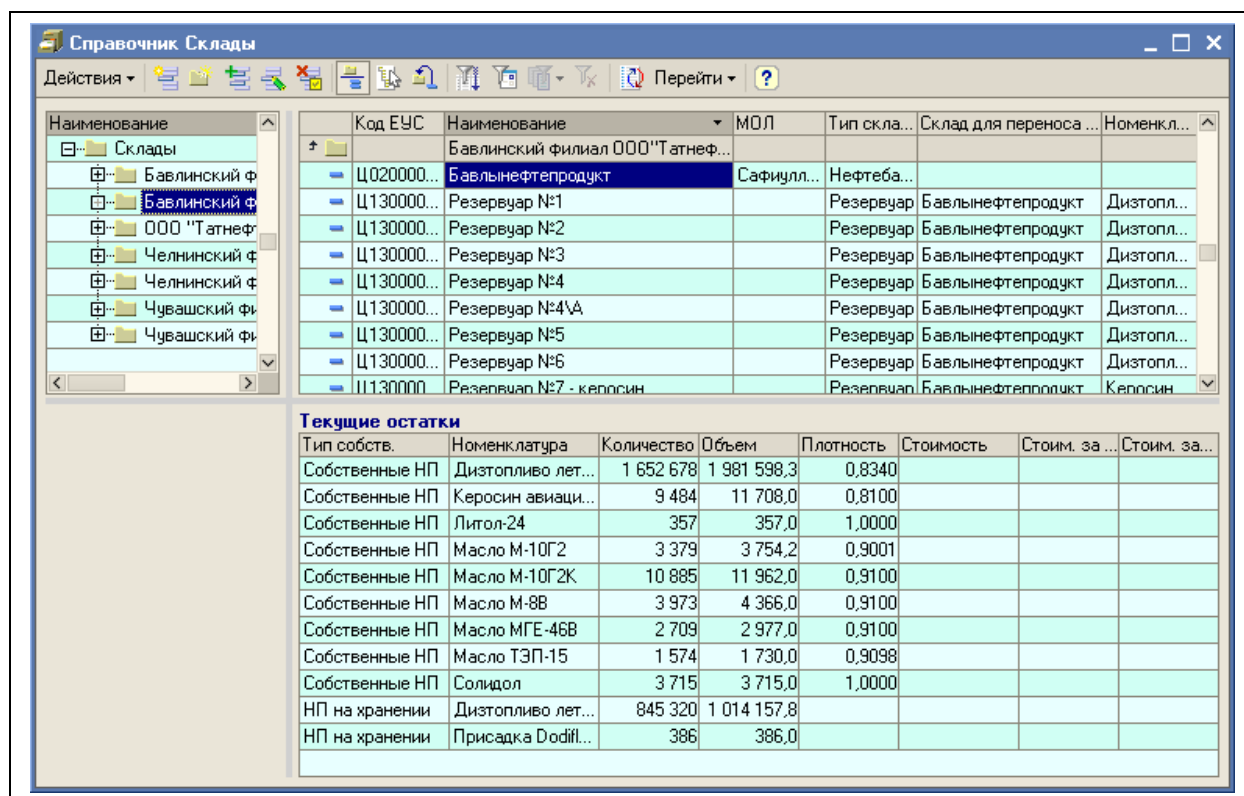 Справочник Склады
Действия Перейти ?
Наименование
Склады
Бавлинский ф
Бавлинский ф
ООО "Татнефт
Челнинский ф
Челнинский ф
Чувашский фи
Чувашский фи
Код ЕУС Наименование МОЛ Тип скла... Склад для переноса ... Номенкл...
Бавлинский филиал ООО"Татнеф...
Ц020000... Бавлынефтепродукт Сафиулл... Нефтеба...
Ц130000... Резервуар №1 Резервуар Бавлынефтепродукт Дизтопл...
Ц130000... Резервуар №2 Резервуар Бавлынефтепродукт Дизтопл...
Ц130000... Резервуар №3 Резервуар Бавлынефтепродукт Дизтопл...
Ц130000... Резервуар №4 Резервуар Бавлынефтепродукт Дизтопл...
Ц130000... Резервуар №4\А Резервуар Бавлынефтепродукт Дизтопл...
Ц130000... Резервуар №5 Резервуар Бавлынефтепродукт Дизтопл...
Ц130000... Резервуар №6 Резервуар Бавлынефтепродукт Дизтопл...
Ц130000... Резервуар №7 - керосин Резервуар Бавлынефтепродукт Керосин
Текущие остатки
Тип собств. Номенклатура Количество Объем Плотность Стоимость Стоим. за ... Стоим. за...
Собственные НП Дизтопливо лет... 1 652 678 1 981 598,3 0,8340
Собственные НП Керосин авиаци... 9 484 11 708,0 0,8100
Собственные НП Литол-24 357 357,0 1,0000
Собственные НП Масло М-10Г2 3 379 3 754,2 0,9001
Собственные НП Масло М-10Г2К 10 885 11 962,0 0,9100
Собственные НП Масло М-8В 3 973 4 366,0 0,9100
Собственные НП Масло МГЕ-46В 2 709 2 977,0 0,9100
Собственные НП Масло ТЭП-15 1 574 1 730,0 0,9098
Собственные НП Солидол 3 715 3 715,0 1,0000
НП на хранении Дизтопливо лет... 845 320 1 014 157,8
НП на хранении Присадка Dodifl... 386 386,0